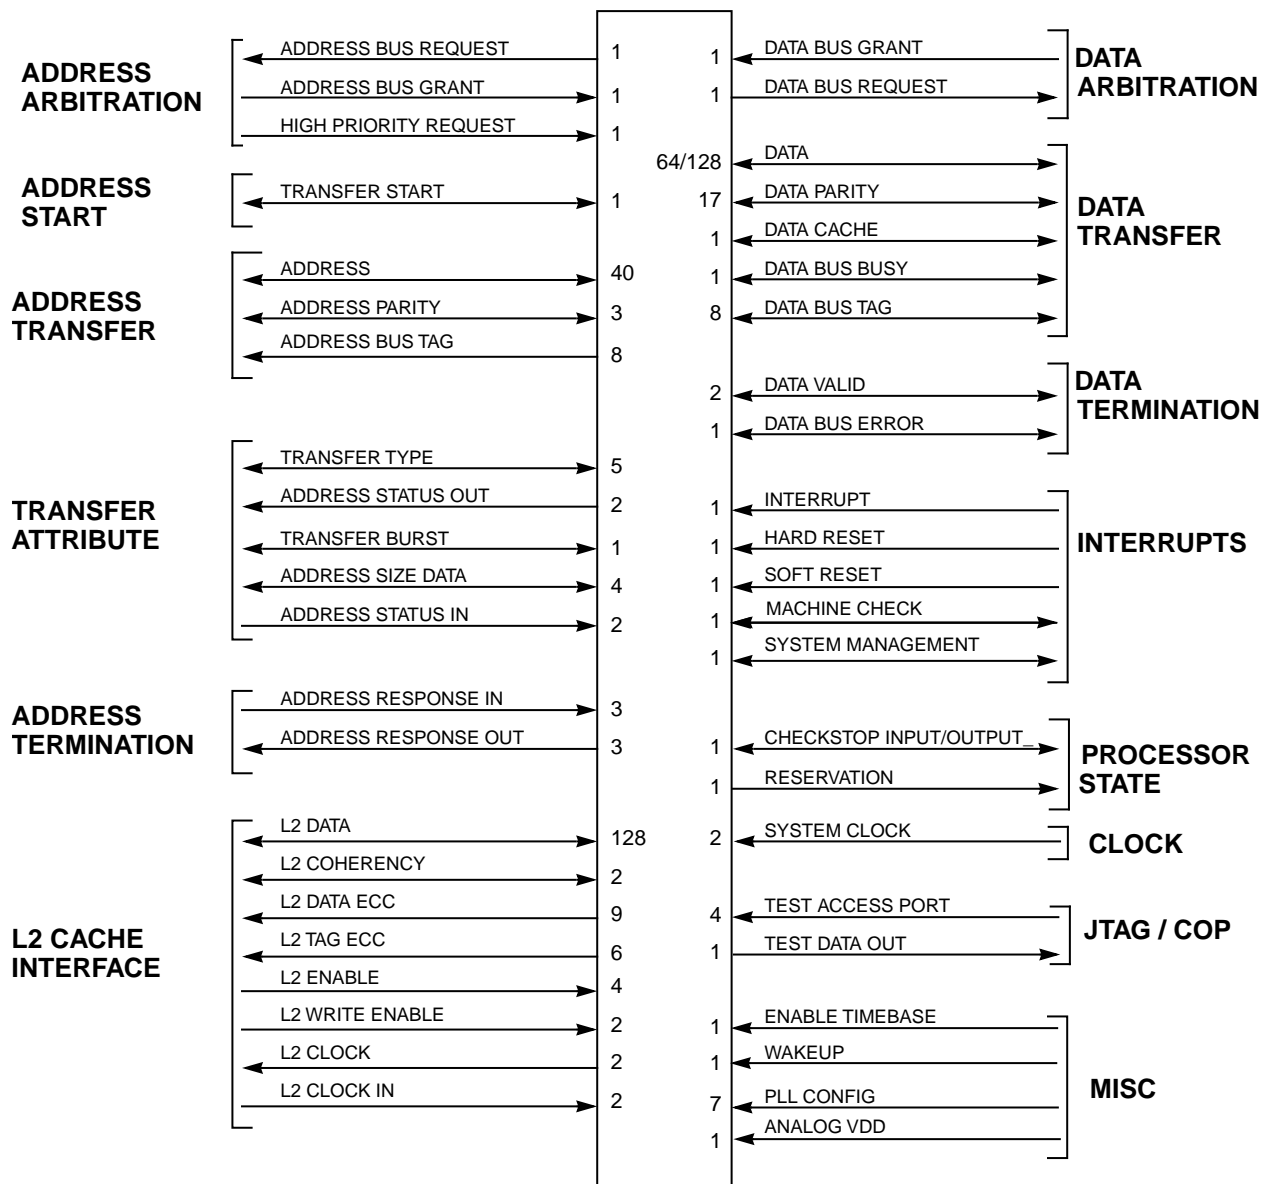 ADDRESS
ARBITRATION
ADDRESS BUS REQUEST 1
ADDRESS BUS GRANT 1
HIGH PRIORITY REQUEST 1
ADDRESS
START
TRANSFER START 1
ADDRESS
TRANSFER
ADDRESS 40
ADDRESS PARITY 3
ADDRESS BUS TAG 8
TRANSFER
ATTRIBUTE
TRANSFER TYPE 5
ADDRESS STATUS OUT 2
TRANSFER BURST 1
ADDRESS SIZE DATA 4
ADDRESS STATUS IN 2
ADDRESS
TERMINATION
ADDRESS RESPONSE IN 3
ADDRESS RESPONSE OUT 3
L2 CACHE
INTERFACE
L2 DATA 128
L2 COHERENCY 2
L2 DATA ECC 9
L2 TAG ECC 6
L2 ENABLE 4
L2 WRITE ENABLE 2
L2 CLOCK 2
L2 CLOCK IN 2
1 DATA BUS GRANT
1 DATA BUS REQUEST
DATA
ARBITRATION
64/128 DATA
17 DATA PARITY
1 DATA CACHE
1 DATA BUS BUSY
8 DATA BUS TAG
DATA
TRANSFER
2 DATA VALID
1 DATA BUS ERROR
DATA
TERMINATION
1 INTERRUPT
1 HARD RESET
1 SOFT RESET
1 MACHINE CHECK
1 SYSTEM MANAGEMENT
INTERRUPTS
1 CHECKSTOP INPUT/OUTPUT_
1 RESERVATION
PROCESSOR
STATE
2 SYSTEM CLOCK
CLOCK
4 TEST ACCESS PORT
1 TEST DATA OUT
JTAG / COP
1 ENABLE TIMEBASE
1 WAKEUP
7 PLL CONFIG
1 ANALOG VDD
MISC